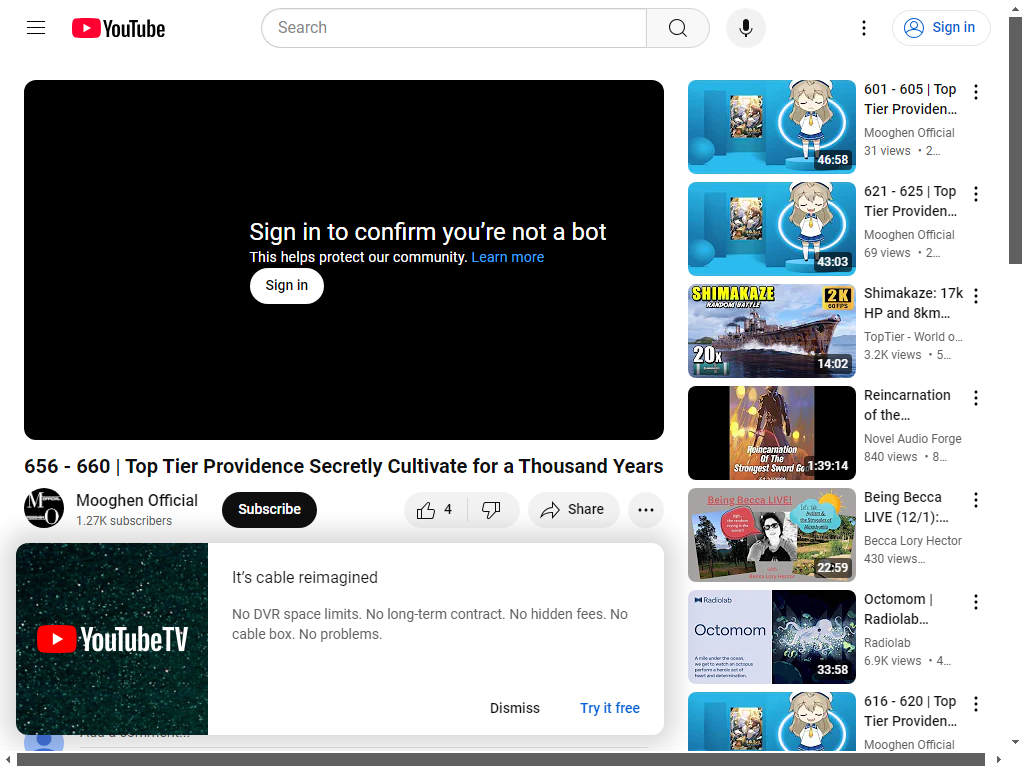 YouTube
Search
Sign in
Sign in to confirm you’re not a bot
This helps protect our community. Learn more
Sign in
656 - 660 | Top Tier Providence Secretly Cultivate for a Thousand Years
Mooghen Official
1.27K subscribers
Subscribe
4
Share
YouTubeTV
It’s cable reimagined
No DVR space limits. No long-term contract. No hidden fees. No
cable box. No problems.
Dismiss
Try it free
Add a comment...
46:58
601 - 605 | Top
Tier Providen...
Mooghen Official
31 views • 2...
43:03
621 - 625 | Top
Tier Providen...
Mooghen Official
69 views • 2...
SHIMAKAZE
RANDOM BATTLE
2K
60 FPS
20x
14:02
Shimakaze: 17k
HP and 8km...
TopTier - World o...
3.2K views • 5...
Reincarnation
Of The
Strongest Sword Go
1:39:14
Reincarnation
of the...
Novel Audio Forge
840 views • 8...
Being Becca LIVE!
with
Becca Lory Hector
22:59
Being Becca
LIVE (12/1):...
Becca Lory Hector
430 views...
Radiolab
Octomom
A mile under the ocean,
we get to watch an octopus
perform a heroic act of
heart and determination.
33:58
Octomom |
Radiolab...
Radiolab
6.9K views • 4...
616 - 620 | Top
Tier Providen...
Mooghen Official